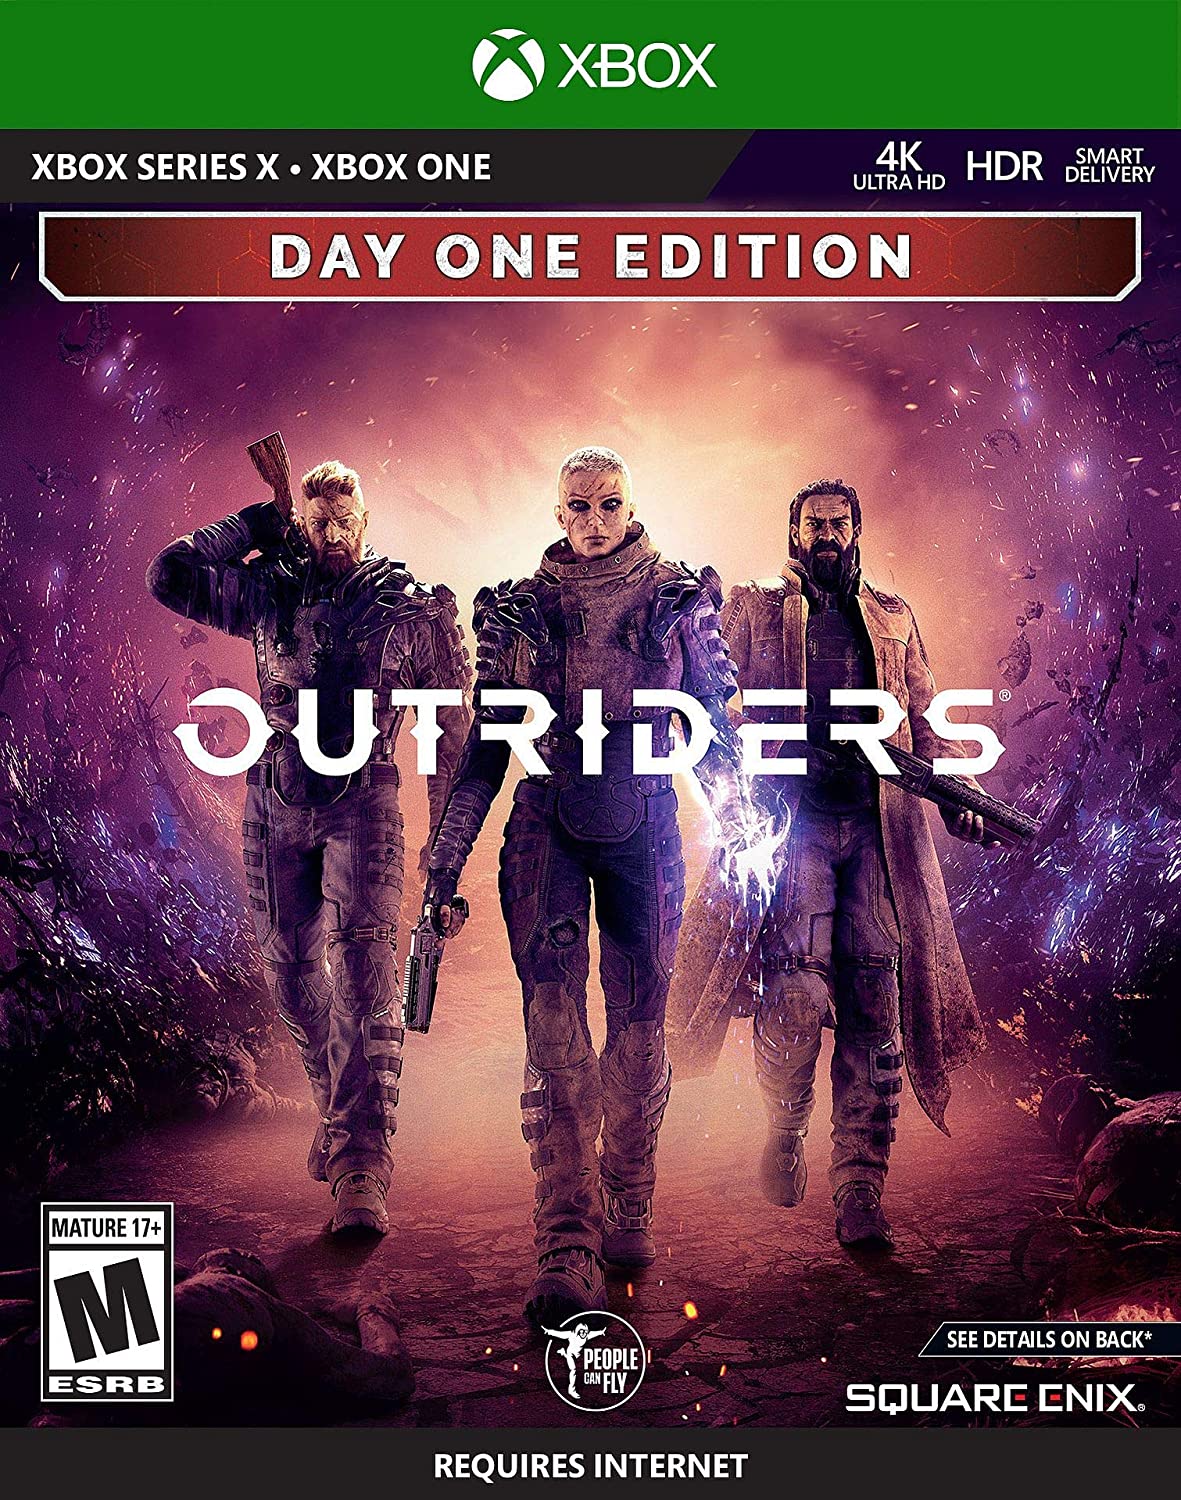 XBOX
XBOX SERIES X • XBOX ONE
4K
ULTRA HD
HDR
SMART
DELIVERY
DAY ONE EDITION
OUTRIDERS®
MATURE 17+
M
ESRB
PEOPLE
CAN FLY
SEE DETAILS ON BACK*
SQUARE ENIX®
REQUIRES INTERNET